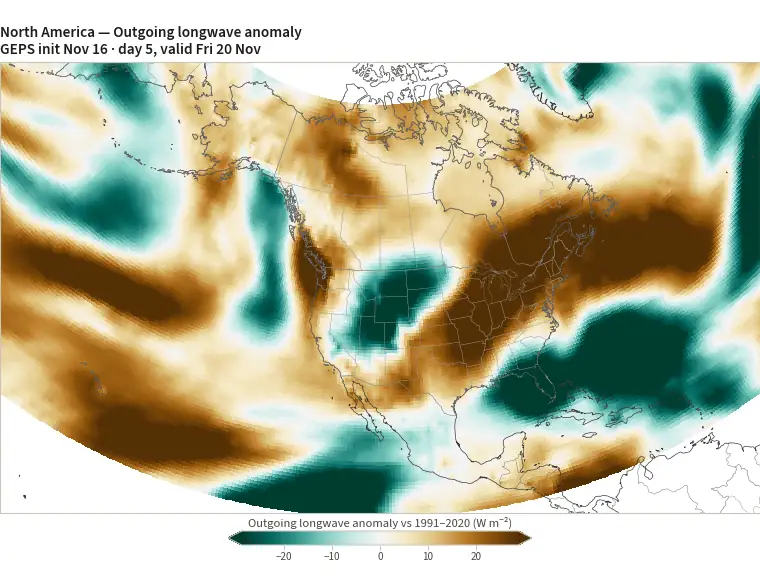 North America — Outgoing longwave anomaly
GEPS init Nov 16 · day 5, valid Fri 20 Nov
Outgoing longwave anomaly vs 1991–2020 (W m⁻²)
−20 −10 0 10 20